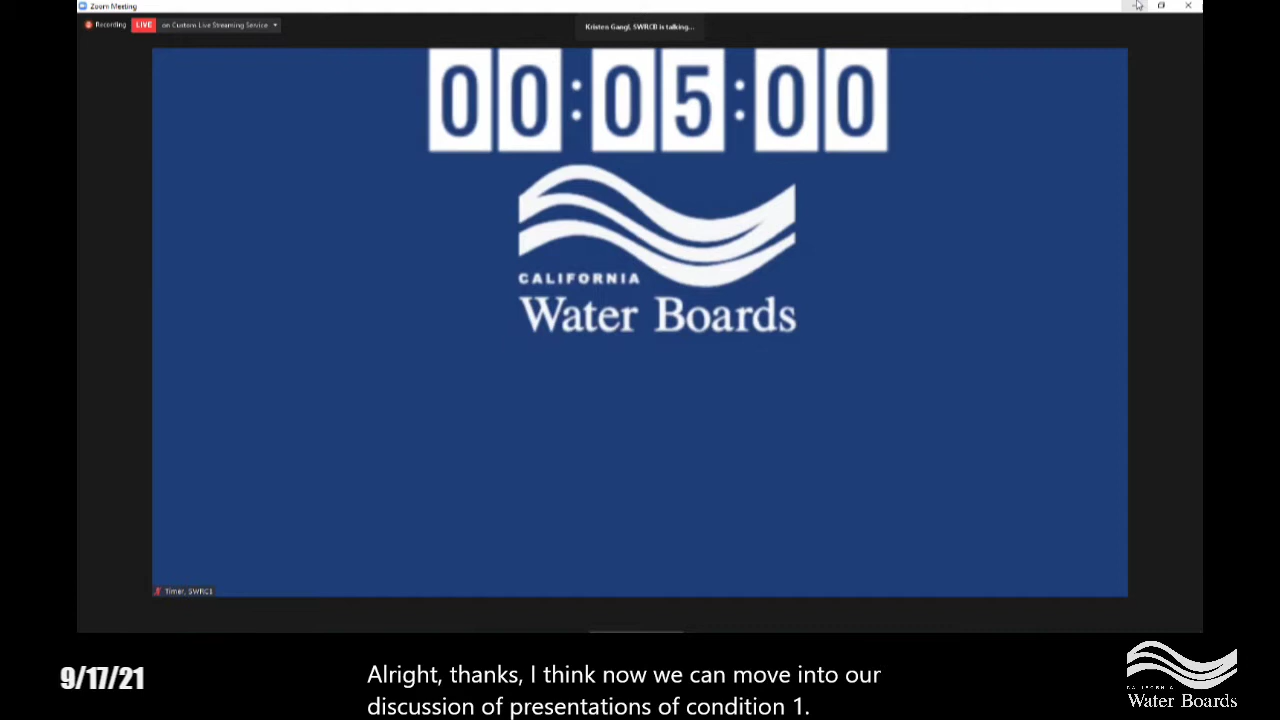 Zoom Meeting
Recording LIVE on Custom Live Streaming Service
Kristen Gangl, SWRCB is talking...
00:05:00
CALIFORNIA
Water Boards
Timer, SWRCB
9/17/21
Alright, thanks, I think now we can move into our
discussion of presentations of condition 1.
CALIFORNIA
Water Boards